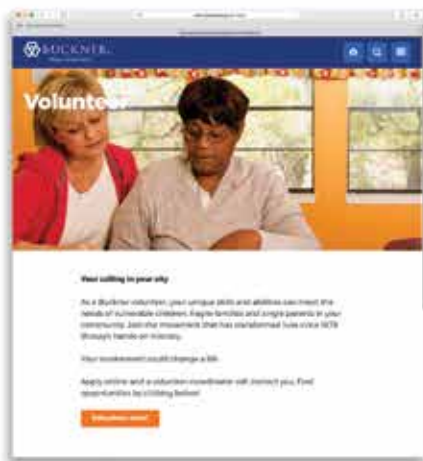 BUCKNER.
Volunteer
Your calling in your city
As a Buckner volunteer, your unique skills and abilities can meet the
needs of vulnerable children, fragile families and single parents in your
community. Join the movement that has transformed lives since 1879
through hands-on ministry.
Your involvement could change a life.
Apply online and a volunteer coordinator will contact you. Find
opportunities by clicking below!
Volunteer now!